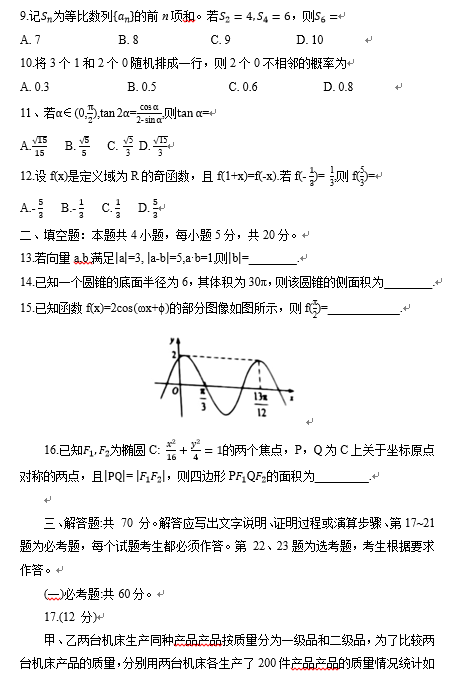 9.记Sₙ为等比数列{aₙ}的前 n 项和。若S₂ = 4, S₄ = 6，则S₆ =
A. 7 B. 8 C. 9 D. 10
10.将 3 个 1 和 2 个 0 随机排成一行，则 2 个 0 不相邻的概率为
A. 0.3 B. 0.5 C. 0.6 D. 0.8
11、若α∈ (0,π/2),tan 2α=cos α/2- sin α,则tan α=
A.√15/15 B. √5/5 C. √5/3 D. √15/3
12.设 f(x)是定义域为 R 的奇函数，且 f(1+x)=f(-x).若 f(- 1/3)= 1/3,则 f(5/3)=
A.- 5/3 B.- 1/3 C. 1/3 D. 5/3
二、填空题：本题共 4 小题，每小题 5 分，共 20 分。
13.若向量 a,b.满足|a|=3, |a-b|=5,a·b=1,则|b|=________.
14.已知一个圆锥的底面半径为 6，其体积为 30π，则该圆锥的侧面积为________.
15.已知函数 f(x)=2cos(ωx+ϕ)的部分图像如图所示，则 f(π/2)=____________.
y
2
O
π/3
13π/12
x
16.已知F₁, F₂为椭圆 C: x²/16 + y²/4 = 1的两个焦点，P，Q 为 C 上关于坐标原点
对称的两点，且|PQ|= |F₁F₂|，则四边形 PF₁QF₂的面积为_________.
三、解答题:共 70 分。解答应写出文字说明、证明过程或演算步骤、第 17~21
题为必考题，每个试题考生都必须作答。第 22、23 题为选考题，考生根据要求
作答。
(一)必考题:共 60 分。
17.(12 分)
甲、乙两台机床生产同种产品产品按质量分为一级品和二级品，为了比较两
台机床产品的质量，分别用两台机床各生产了 200 件产品产品的质量情况统计如